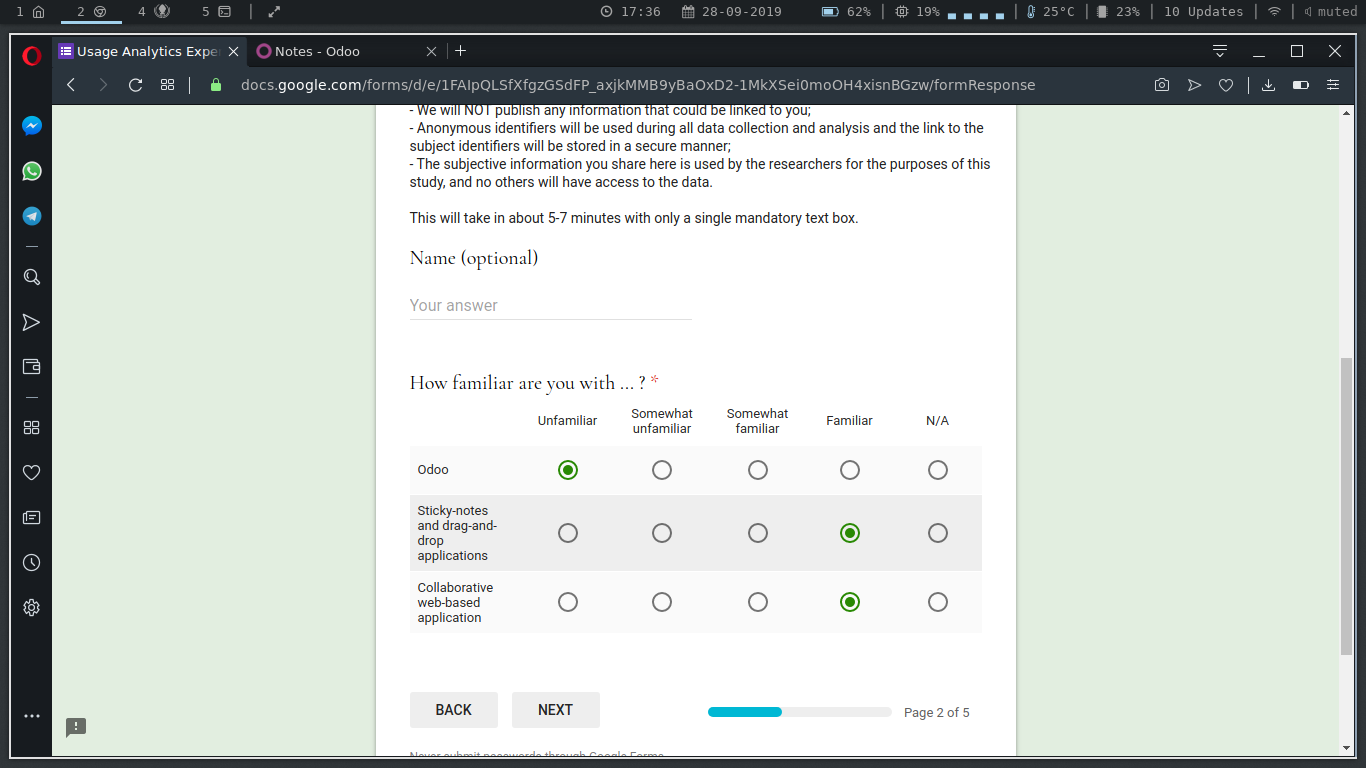 1 2 4 5 17:36 28-09-2019 62% 19% 25°C 23% 10 Updates muted
Usage Analytics Expe Notes - Odoo
docs.google.com/forms/d/e/1FAIpQLSfXfgzGSdFP_axjkMMB9yBaOxD2-1MkXSei0moOH4xisnBGzw/formResponse
- We will NOT publish any information that could be linked to you;
- Anonymous identifiers will be used during all data collection and analysis and the link to the
subject identifiers will be stored in a secure manner;
- The subjective information you share here is used by the researchers for the purposes of this
study, and no others will have access to the data.
This will take in about 5-7 minutes with only a single mandatory text box.
Name (optional)
Your answer
How familiar are you with ... ? *
Unfamiliar Somewhat unfamiliar Somewhat familiar Familiar N/A
Odoo
Sticky-notes
and drag-and-
drop
applications
Collaborative
web-based
application
BACK NEXT Page 2 of 5
Never submit passwords through Google Forms.